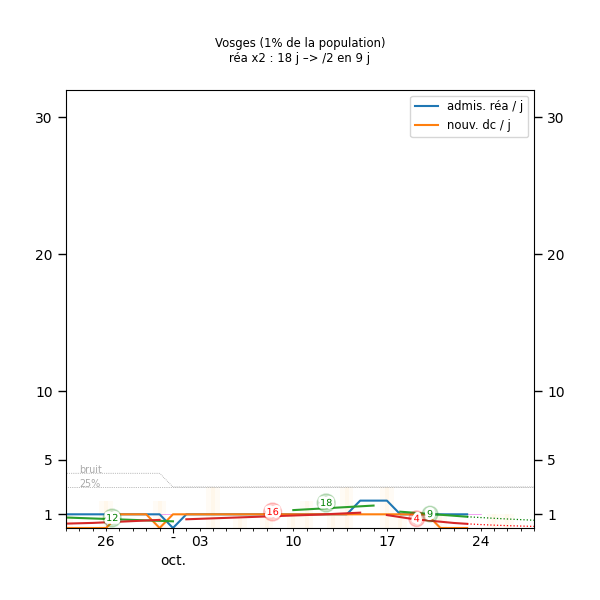 Vosges (1% de la population)
réa x2 : 18 j –> /2 en 9 j
admis. réa / j
nouv. dc / j
30 30
20 20
10 10
5 5
bruit
25%
1 12 16 18 4 9 1
26 - 03 10 17 24
oct.